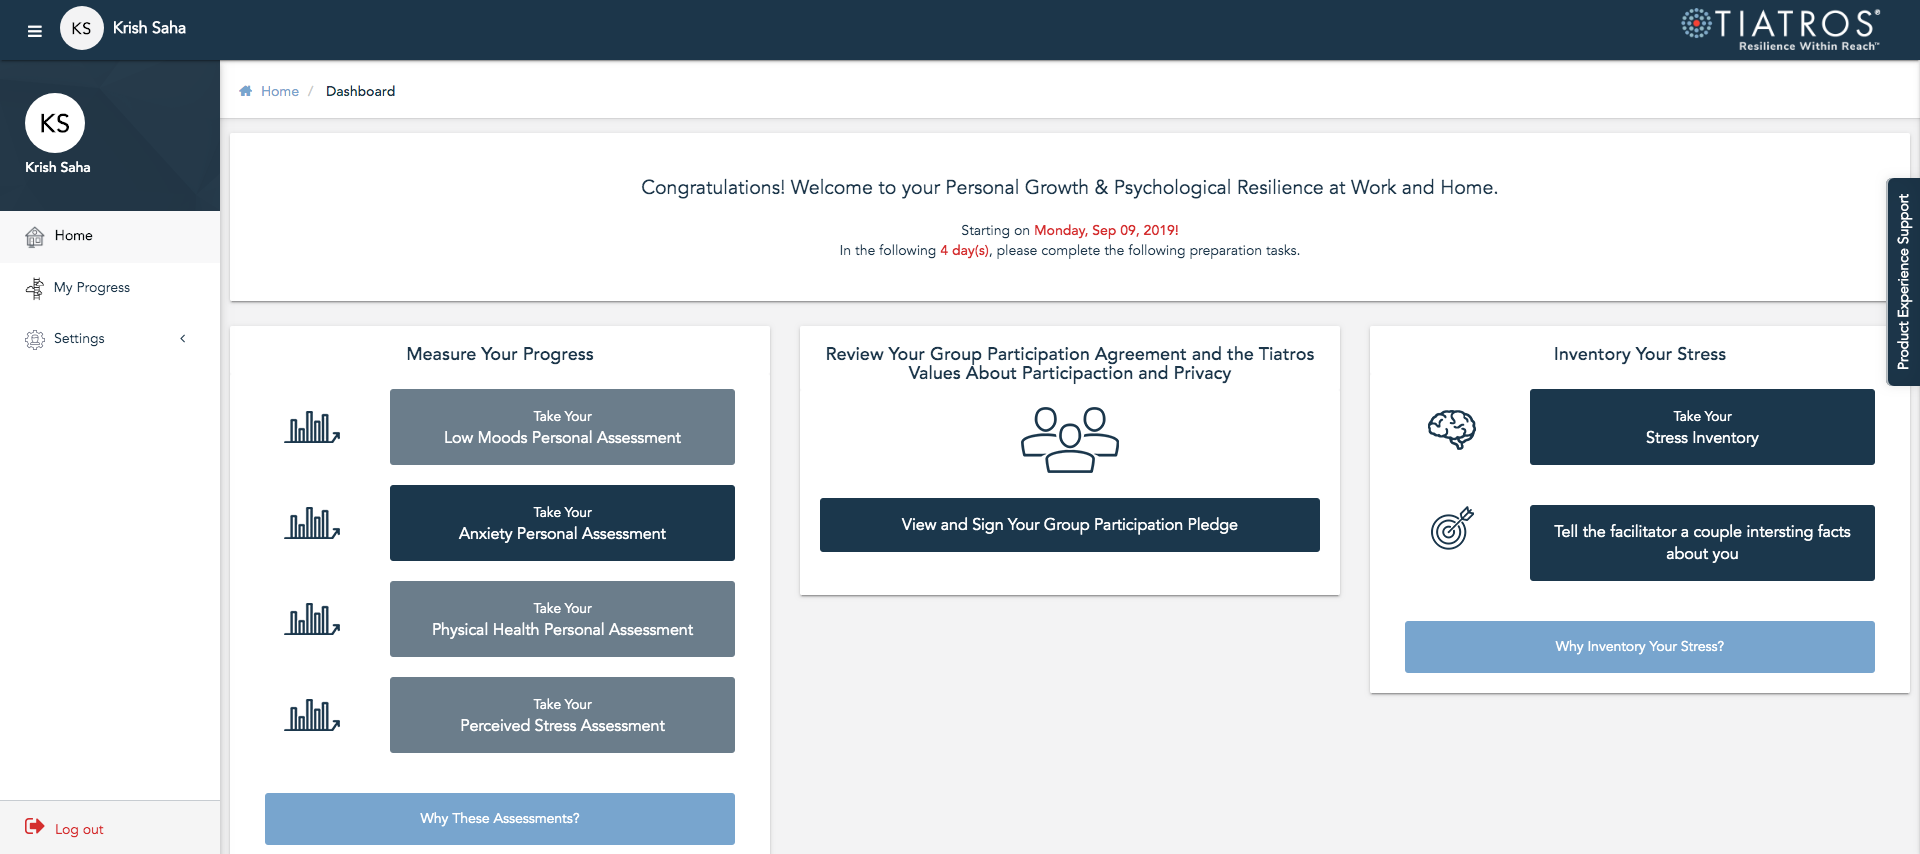 KS
Krish Saha
TIATROS®
Resilience Within Reach™
KS
Krish Saha
Home
My Progress
Settings
Log out
Home / Dashboard
Congratulations! Welcome to your Personal Growth & Psychological Resilience at Work and Home.
Starting on Monday, Sep 09, 2019!
In the following 4 day(s), please complete the following preparation tasks.
Product Experience Support
Measure Your Progress
Take Your
Low Moods Personal Assessment
Take Your
Anxiety Personal Assessment
Take Your
Physical Health Personal Assessment
Take Your
Perceived Stress Assessment
Why These Assessments?
Review Your Group Participation Agreement and the Tiatros
Values About Participaction and Privacy
View and Sign Your Group Participation Pledge
Inventory Your Stress
Take Your
Stress Inventory
Tell the facilitator a couple intersting facts
about you
Why Inventory Your Stress?